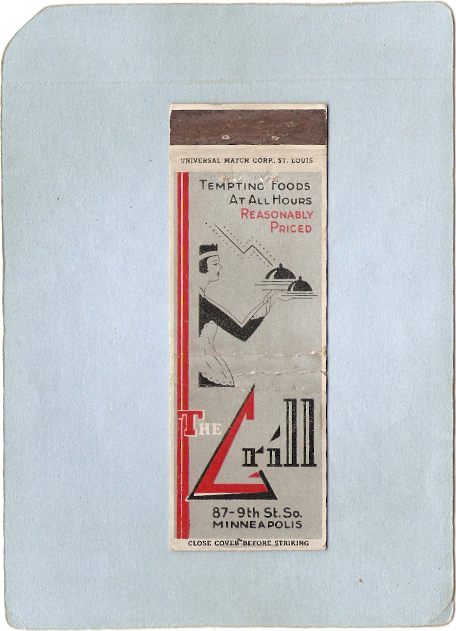 UNIVERSAL MATCH CORP., ST. LOUIS
TEMPTING FOODS
AT ALL HOURS
REASONABLY
PRICED
THE
Grill
87-9th St. So.
MINNEAPOLIS
CLOSE COVER BEFORE STRIKING